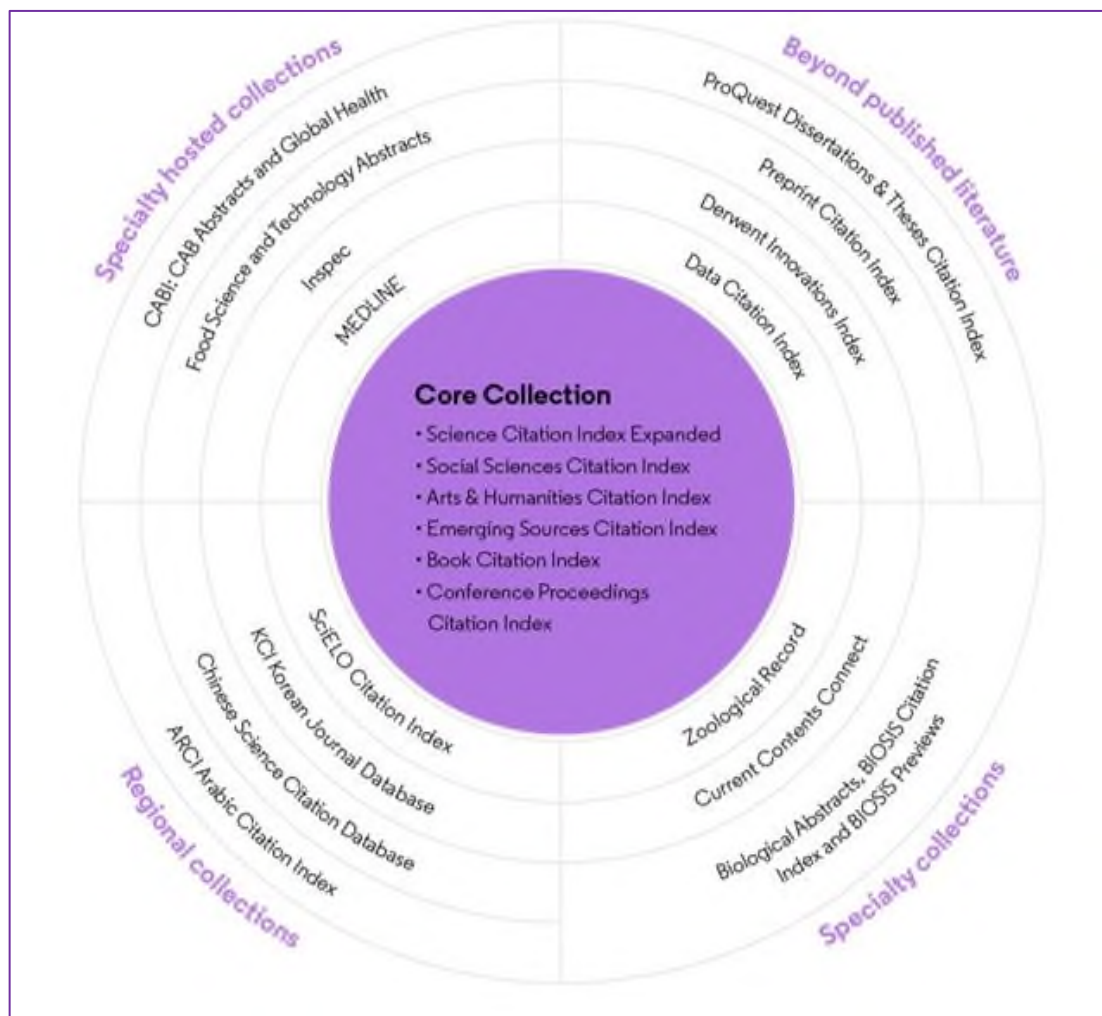 Specialty hosted collections
CABI: CAB Abstracts and Global Health
Food Science and Technology Abstracts
Inspec
MEDLINE
Beyond published literature
ProQuest Dissertations & Theses Citation Index
Preprint Citation Index
Derwent Innovations Index
Data Citation Index
Core Collection
• Science Citation Index Expanded
• Social Sciences Citation Index
• Arts & Humanities Citation Index
• Emerging Sources Citation Index
• Book Citation Index
• Conference Proceedings
Citation Index
SciELO Citation Index
KCI Korean Journal Database
Chinese Science Citation Database
ARCI Arabic Citation Index
Regional collections
Zoological Record
Current Contents Connect
Biological Abstracts, BIOSIS Citation
Index and BIOSIS Previews
Specialty collections